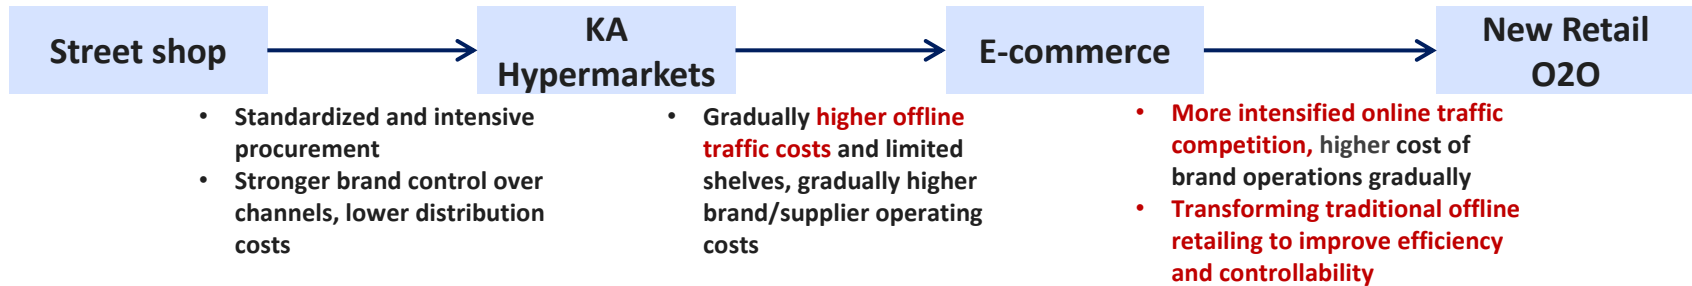 Street shop
KA
Hypermarkets
E-commerce
New Retail
O2O
• Standardized and intensive
procurement
• Stronger brand control over
channels, lower distribution
costs
• Gradually higher offline
traffic costs and limited
shelves, gradually higher
brand/supplier operating
costs
• More intensified online traffic
competition, higher cost of
brand operations gradually
• Transforming traditional offline
retailing to improve efficiency
and controllability